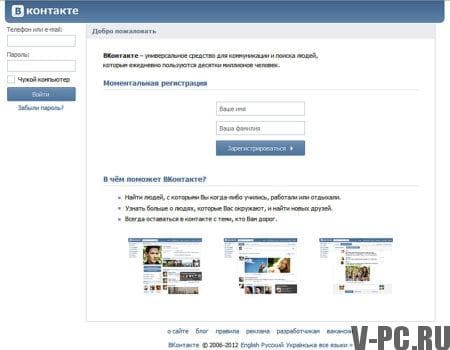 В контакте
Телефон или e-mail:
Пароль:
Чужой компьютер
Войти
Забыли пароль?
Добро пожаловать
ВКонтакте – универсальное средство для коммуникации и поиска людей,
которым ежедневно пользуются десятки миллионов человек.
Моментальная регистрация
Ваше имя
Ваша фамилия
Зарегистрироваться
В чём поможет ВКонтакте?
Найти людей, с которыми Вы когда-либо учились, работали или отдыхали.
Узнать больше о людях, которые Вас окружают, и найти новых друзей.
Всегда оставаться в контакте с теми, кто Вам дорог.
о сайте блог правила реклама разработчикам вакансии
ВКонтакте © 2006-2012 English Русский Українська все языки »
V-PC.RU